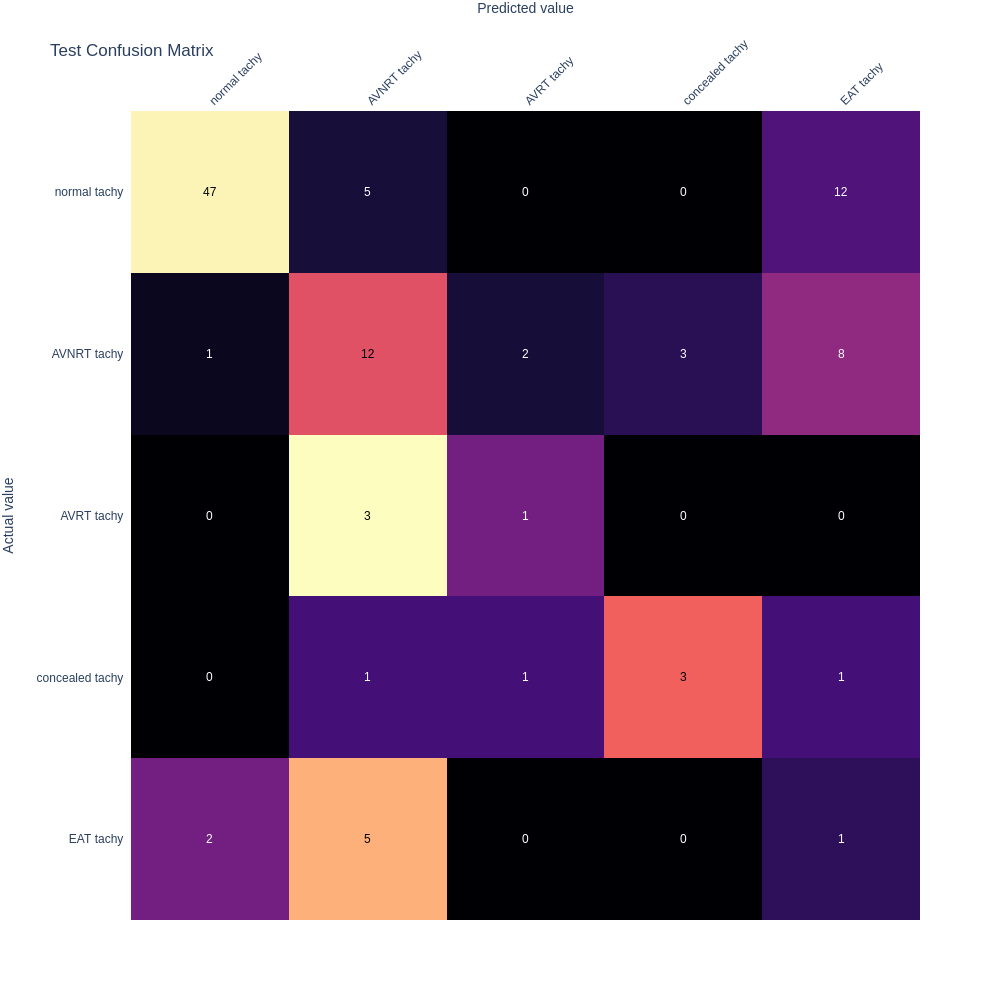 Predicted value
Test Confusion Matrix
normal tachy
AVNRT tachy
AVRT tachy
concealed tachy
EAT tachy
Actual value
normal tachy 47 5 0 0 12
AVNRT tachy 1 12 2 3 8
AVRT tachy 0 3 1 0 0
concealed tachy 0 1 1 3 1
EAT tachy 2 5 0 0 1